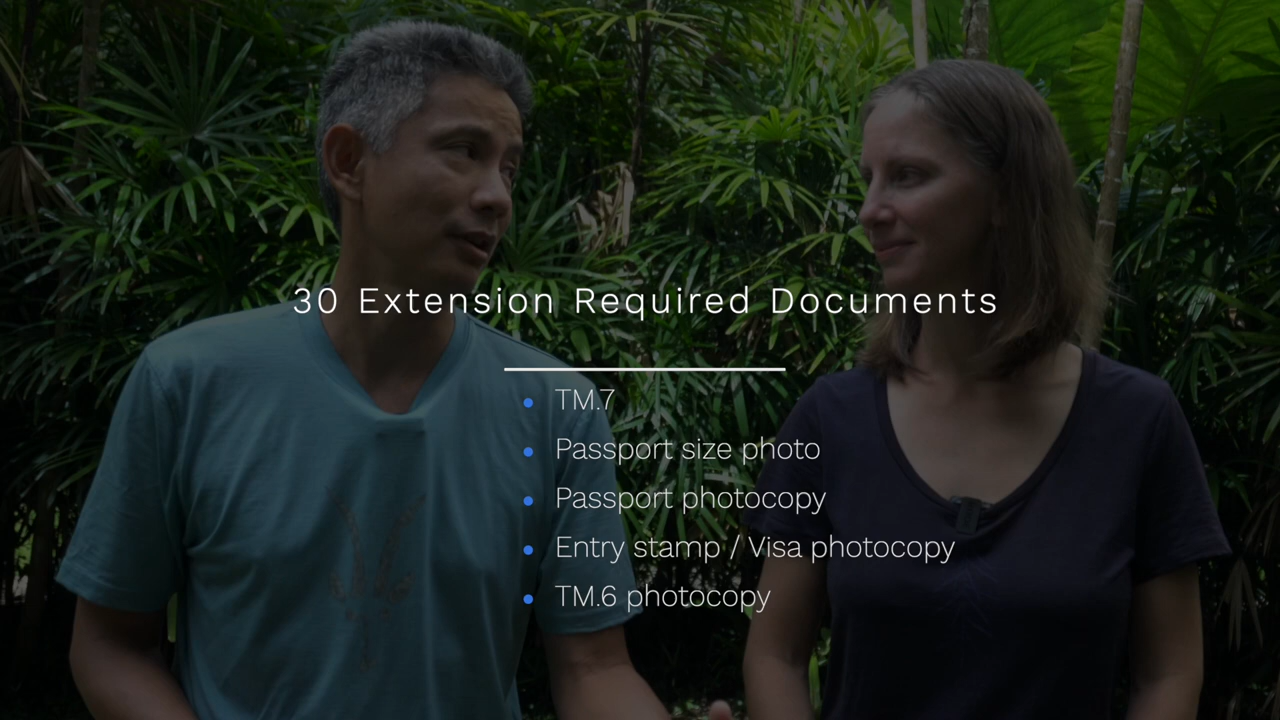 30 Extension Required Documents
TM.7
Passport size photo
Passport photocopy
Entry stamp / Visa photocopy
TM.6 photocopy